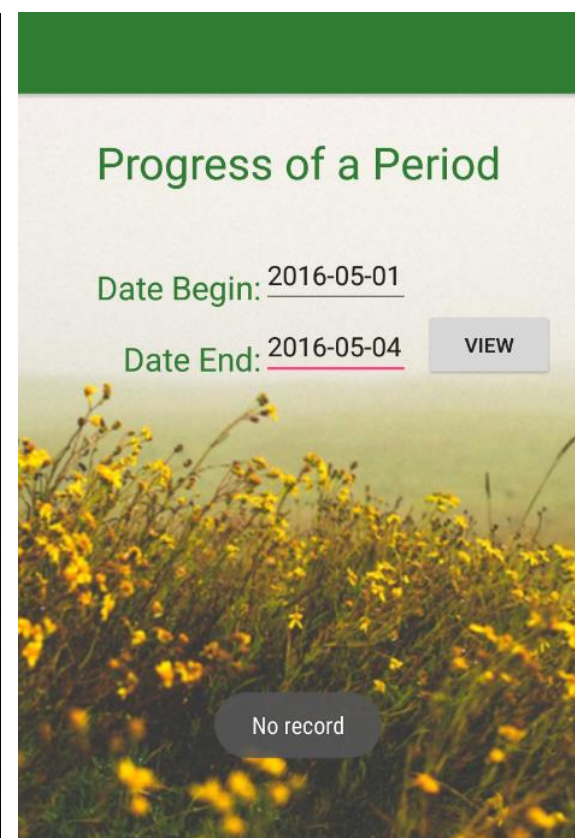 Progress of a Period
Date Begin: 2016-05-01
Date End: 2016-05-04 VIEW
No record